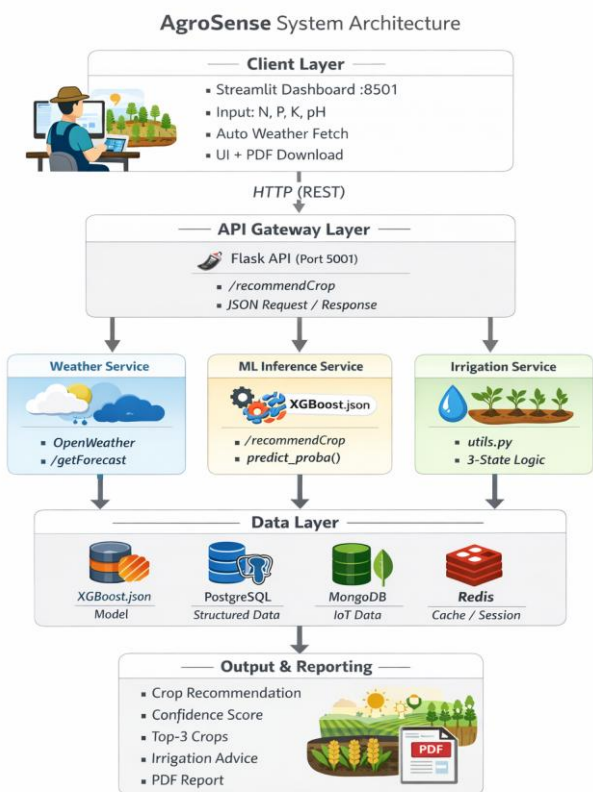 AgroSense System Architecture
Client Layer
▪ Streamlit Dashboard :8501
▪ Input: N, P, K, pH
▪ Auto Weather Fetch
▪ UI + PDF Download
HTTP (REST)
API Gateway Layer
Flask API (Port 5001)
▪ /recommendCrop
▪ JSON Request / Response
Weather Service
▪ OpenWeather
▪ /getForecast
ML Inference Service
XGBoost.json
▪ /recommendCrop
▪ predict_proba()
Irrigation Service
▪ utils.py
▪ 3-State Logic
Data Layer
XGBoost.json
Model
PostgreSQL
Structured Data
MongoDB
IoT Data
Redis
Cache / Session
Output & Reporting
▪ Crop Recommendation
▪ Confidence Score
▪ Top-3 Crops
▪ Irrigation Advice
▪ PDF Report
PDF